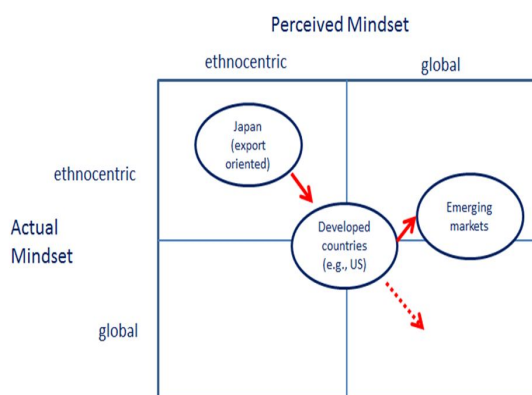 Perceived Mindset
ethnocentric
global
Japan
(export
oriented)
ethnocentric
Emerging
markets
Developed
countries
(e.g., US)
Actual
Mindset
global